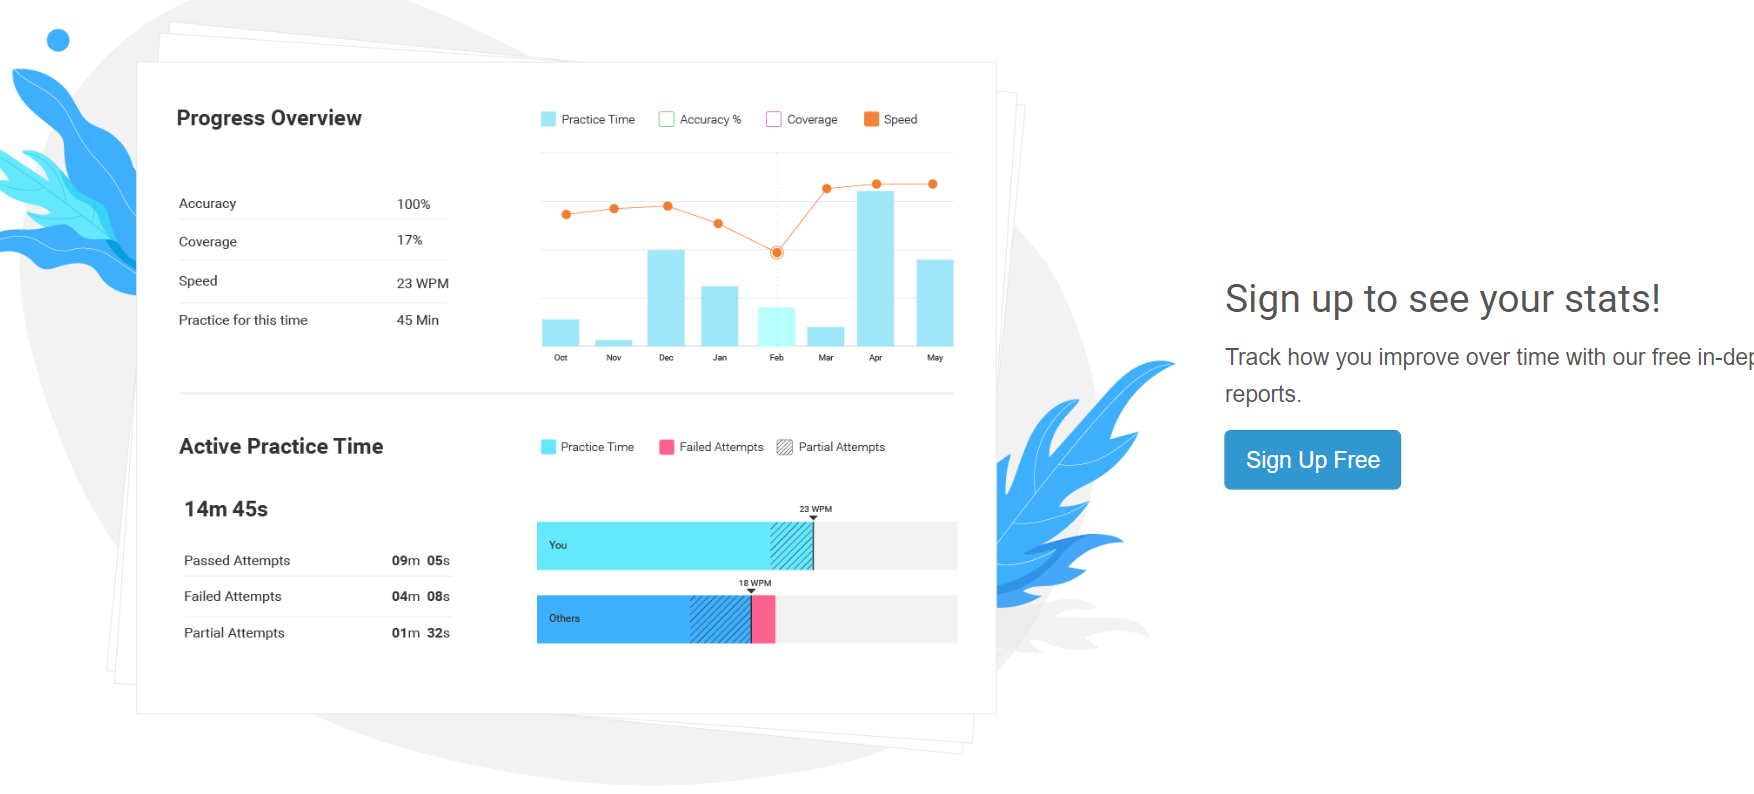 Progress Overview
Practice Time Accuracy % Coverage Speed
Accuracy 100%
Coverage 17%
Speed 23 WPM
Practice for this time 45 Min
Oct Nov Dec Jan Feb Mar Apr May
Active Practice Time
Practice Time Failed Attempts Partial Attempts
14m 45s
Passed Attempts 09m 05s
Failed Attempts 04m 08s
Partial Attempts 01m 32s
23 WPM
You
18 WPM
Others
Sign up to see your stats!
Track how you improve over time with our free in-dep
reports.
Sign Up Free